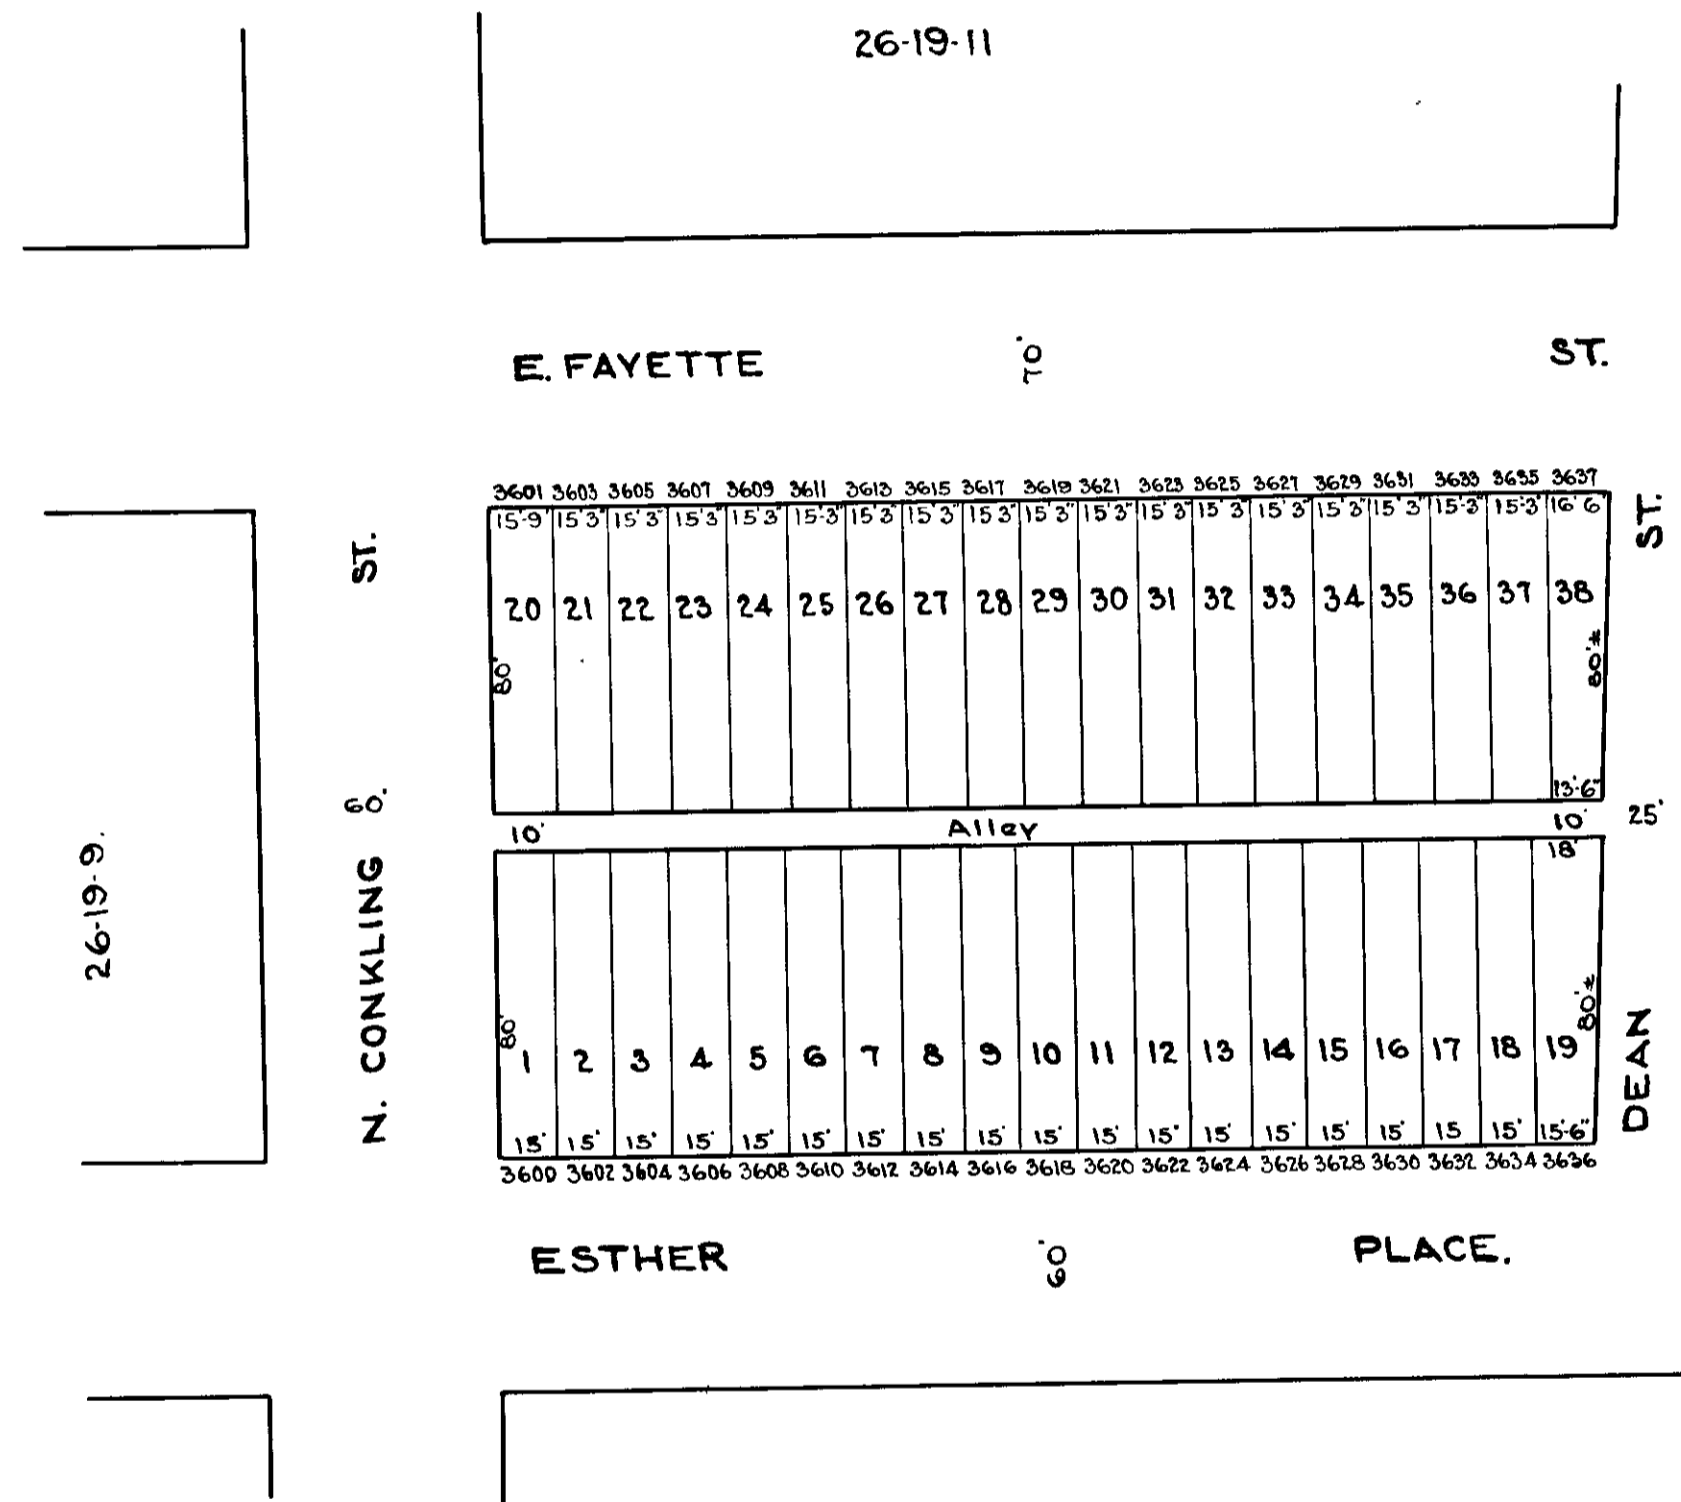 26-19-11
E. FAYETTE 70' ST.
3601 3603 3605 3607 3609 3611 3613 3615 3617 3619 3621 3623 3625 3627 3629 3631 3633 3635 3637
15'9 15'3" 15'3" 15'3" 15'3" 15-3" 15'3" 15'3" 15'3" 15'3" 15'3" 15'3" 15'3" 15'3" 15'3" 15'3" 15-3" 15-3" 16'6
20 21 22 23 24 25 26 27 28 29 30 31 32 33 34 35 36 37 38
80' 80'±
13'-6"
10' Alley 10' 25'
18'
80' 80'±
1 2 3 4 5 6 7 8 9 10 11 12 13 14 15 16 17 18 19
15' 15' 15' 15' 15' 15' 15' 15' 15' 15' 15' 15' 15' 15' 15' 15' 15 15' 15'-6"
3600 3602 3604 3606 3608 3610 3612 3614 3616 3618 3620 3622 3624 3626 3628 3630 3632 3634 3636
ESTHER 60' PLACE.
N. CONKLING 60' ST.
26-19-9.
DEAN ST.